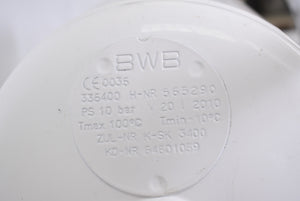 BWB
CE 0036
336400 H-NR 565290
PS 10 bar V 20 l 2010
Tmax 100°C Tmin -10°C
ZUL-NR K-SK 3400
KD-NR 54801059